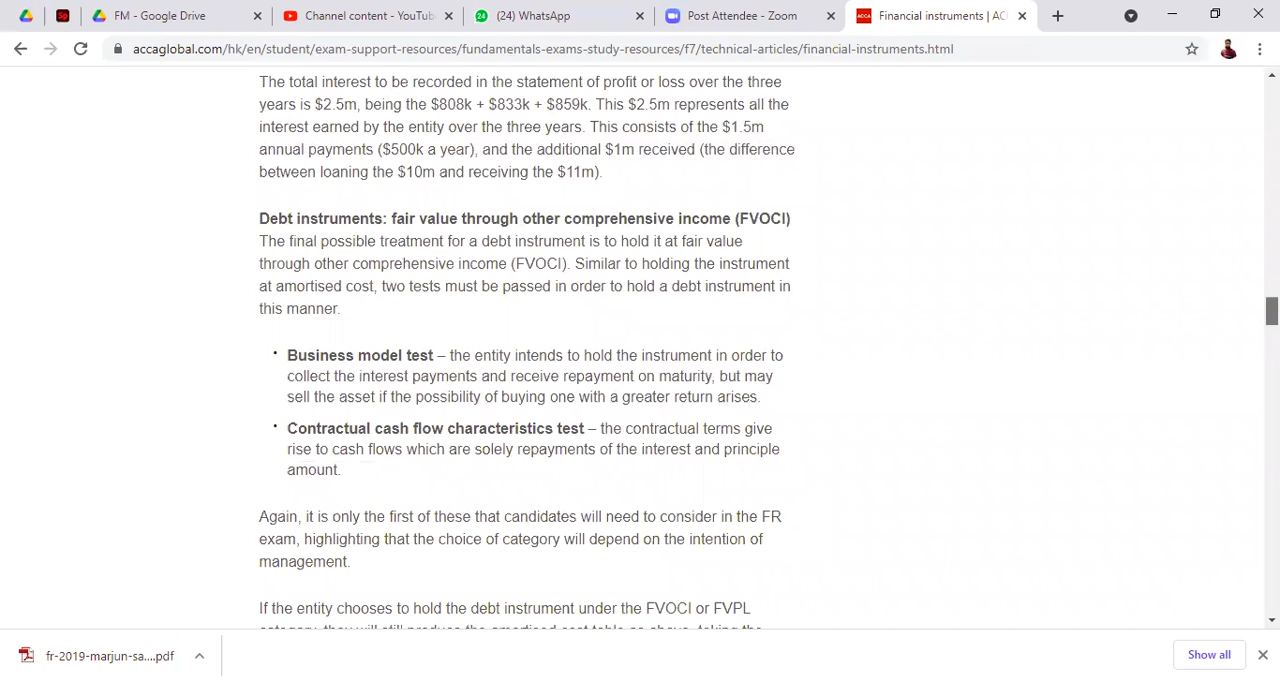 FM - Google Drive
Channel content - YouTub
(24) WhatsApp
Post Attendee - Zoom
Financial instruments | AC
accaglobal.com/hk/en/student/exam-support-resources/fundamentals-exams-study-resources/f7/technical-articles/financial-instruments.html
The total interest to be recorded in the statement of profit or loss over the three
years is $2.5m, being the $808k + $833k + $859k. This $2.5m represents all the
interest earned by the entity over the three years. This consists of the $1.5m
annual payments ($500k a year), and the additional $1m received (the difference
between loaning the $10m and receiving the $11m).
Debt instruments: fair value through other comprehensive income (FVOCI)
The final possible treatment for a debt instrument is to hold it at fair value
through other comprehensive income (FVOCI). Similar to holding the instrument
at amortised cost, two tests must be passed in order to hold a debt instrument in
this manner.
• Business model test – the entity intends to hold the instrument in order to
collect the interest payments and receive repayment on maturity, but may
sell the asset if the possibility of buying one with a greater return arises.
• Contractual cash flow characteristics test – the contractual terms give
rise to cash flows which are solely repayments of the interest and principle
amount.
Again, it is only the first of these that candidates will need to consider in the FR
exam, highlighting that the choice of category will depend on the intention of
management.
If the entity chooses to hold the debt instrument under the FVOCI or FVPL
category, they will still produce the amortised cost table as above, taking the
fr-2019-marjun-sa....pdf
Show all